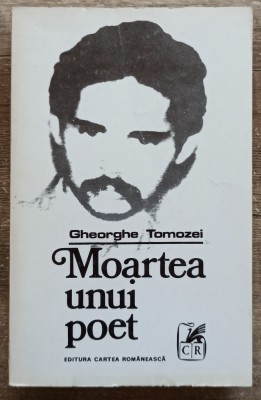 Gheorghe Tomozei
Moartea
unui
poet
EDITURA CARTEA ROMÂNEASCĂ
CR